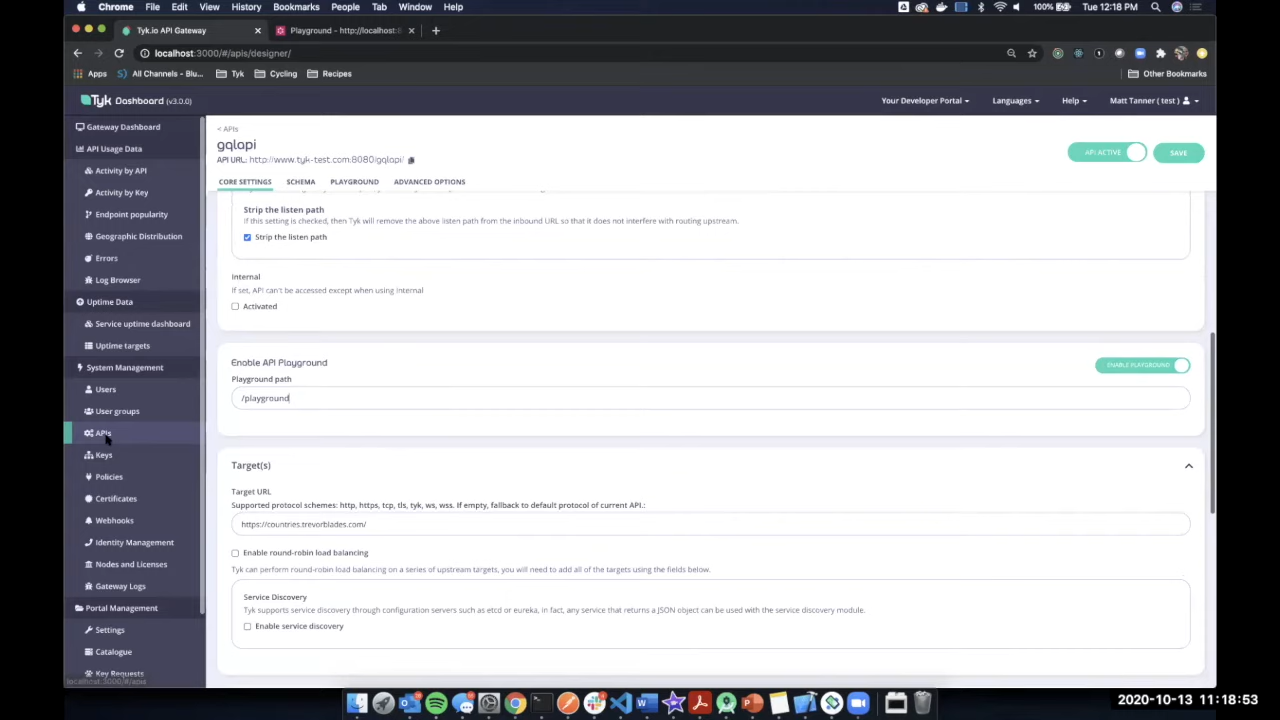 Chrome File Edit View History Bookmarks People Tab Window Help 100% Tue 12:18 PM
Tyk.io API Gateway Playground - http://localhost:8
localhost:3000/#/apis/designer/
Apps All Channels - Blu... Tyk Cycling Recipes Other Bookmarks
Tyk Dashboard (v3.0.0) Your Developer Portal Languages Help Matt Tanner ( test )
Gateway Dashboard
API Usage Data
Activity by API
Activity by Key
Endpoint popularity
Geographic Distribution
Errors
Log Browser
Uptime Data
Service uptime dashboard
Uptime targets
System Management
Users
User groups
APIs
Keys
Policies
Certificates
Webhooks
Identity Management
Nodes and Licenses
Gateway Logs
Portal Management
Settings
Catalogue
Key Requests
localhost:3000/#/apis
< APIs
gqlapi
API URL: http://www.tyk-test.com:8080/gqlapi/
API ACTIVE SAVE
CORE SETTINGS SCHEMA PLAYGROUND ADVANCED OPTIONS
Strip the listen path
If this setting is checked, then Tyk will remove the above listen path from the inbound URL so that it does not interfere with routing upstream.
Strip the listen path
Internal
If set, API can't be accessed except when using Internal
Activated
Enable API Playground
ENABLE PLAYGROUND
Playground path
/playground
Target(s)
Target URL
Supported protocol schemes: http, https, tcp, tls, tyk, ws, wss. If empty, fallback to default protocol of current API.:
https://countries.trevorblades.com/
Enable round-robin load balancing
Tyk can perform round-robin load balancing on a series of upstream targets, you will need to add all of the targets using the fields below.
Service Discovery
Tyk supports service discovery through configuration servers such as etcd or eureka, in fact, any service that returns a JSON object can be used with the service discovery module.
Enable service discovery
2020-10-13 11:18:53